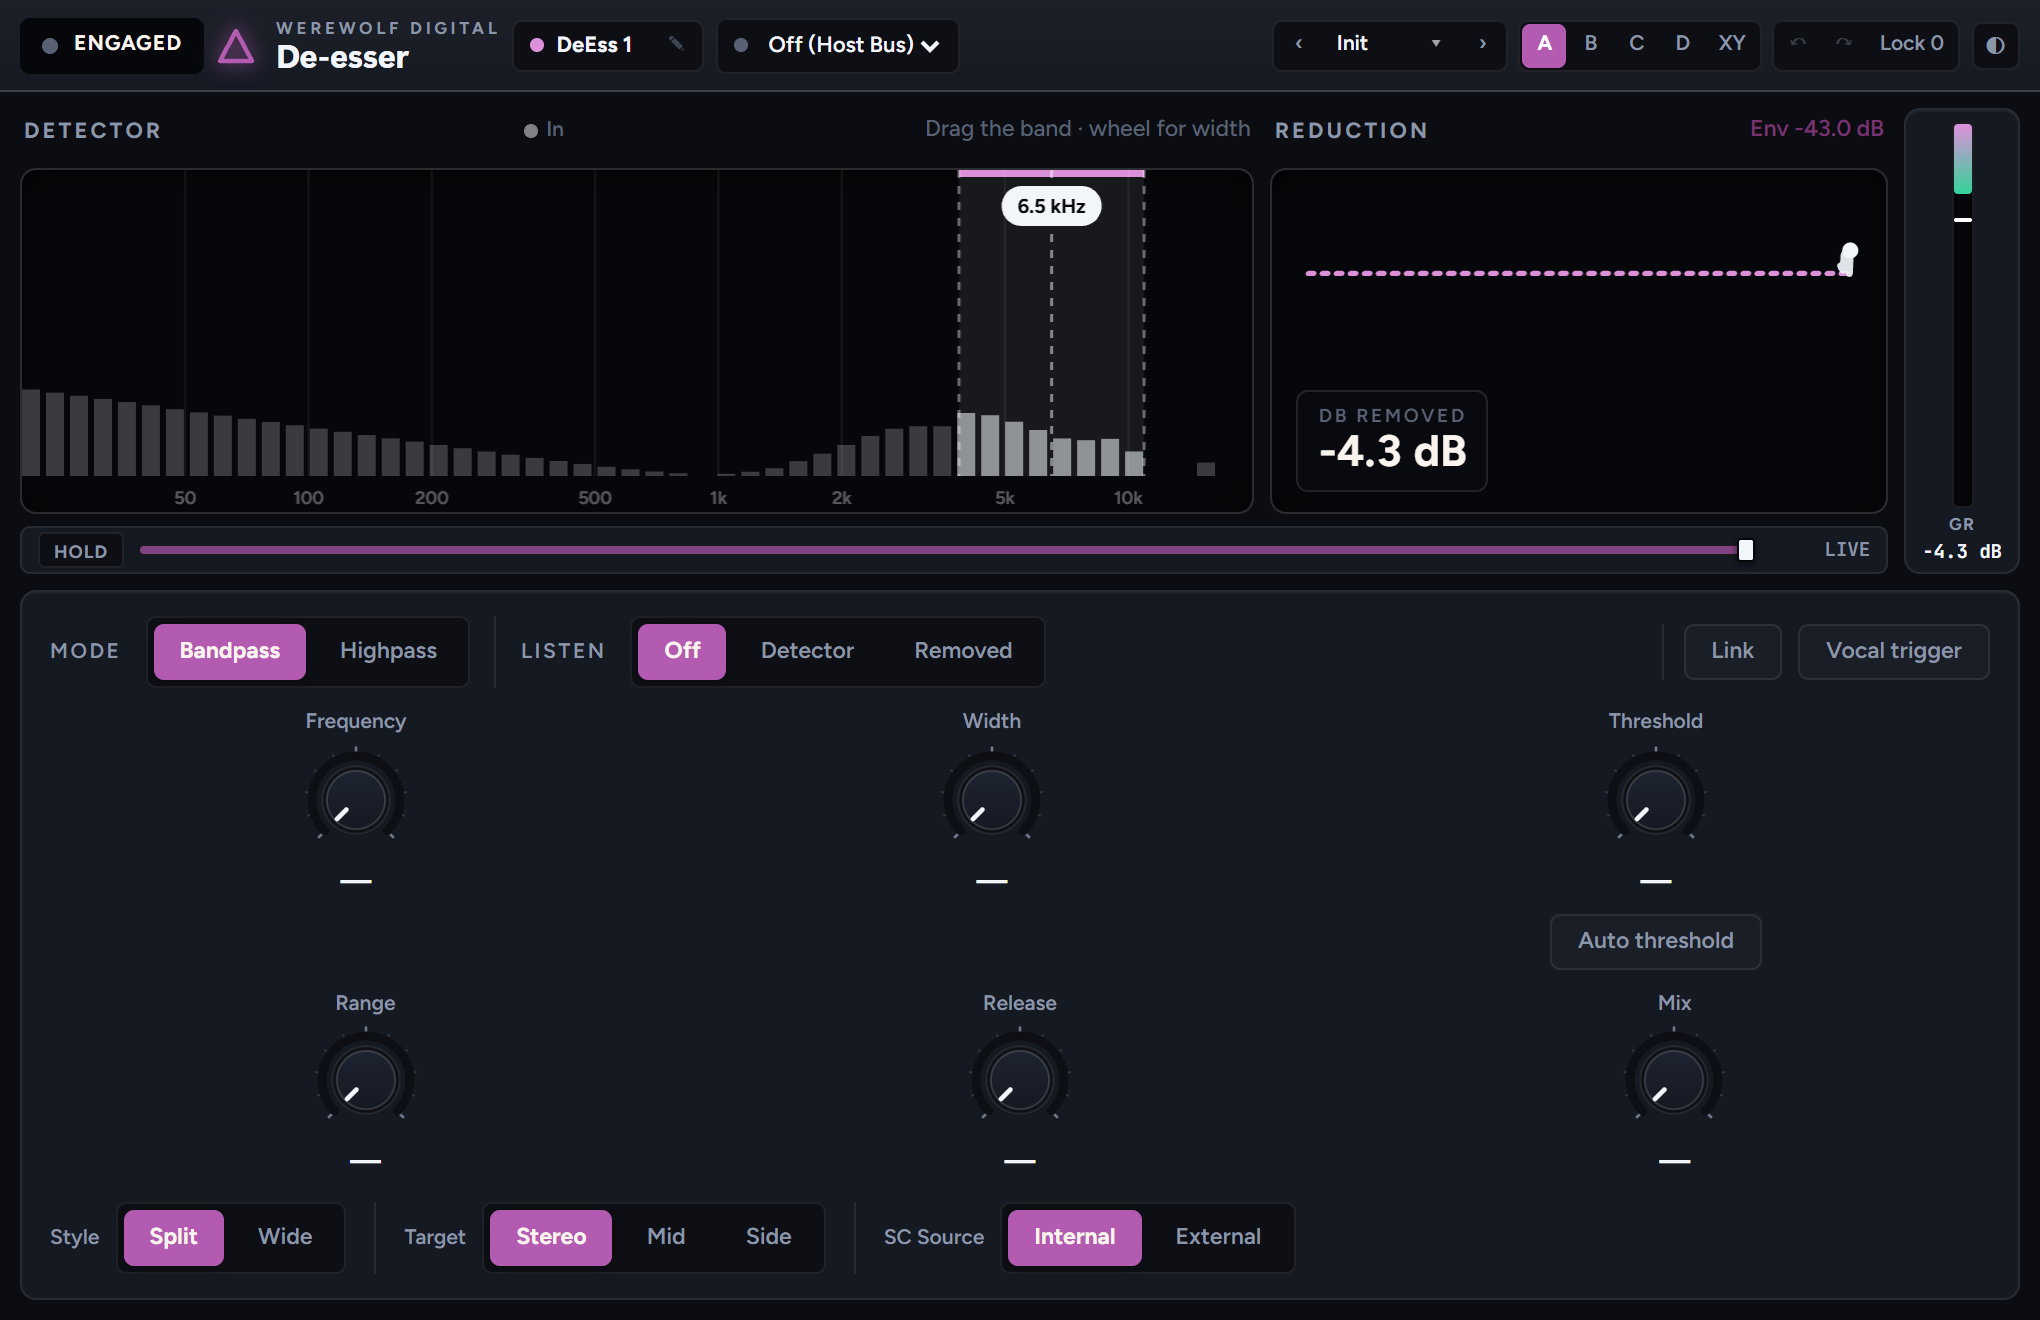 ENGAGED
WEREWOLF DIGITAL
De-esser
DeEss 1
Off (Host Bus)
Init
A B C D XY
Lock 0
DETECTOR
In
Drag the band · wheel for width
REDUCTION
Env -43.0 dB
6.5 kHz
DB REMOVED
-4.3 dB
50 100 200 500 1k 2k 5k 10k
GR
-4.3 dB
HOLD
LIVE
MODE
Bandpass Highpass
LISTEN
Off Detector Removed
Link
Vocal trigger
Frequency
Width
Threshold
—
—
—
Auto threshold
Range
Release
Mix
—
—
—
Style
Split Wide
Target
Stereo Mid Side
SC Source
Internal External